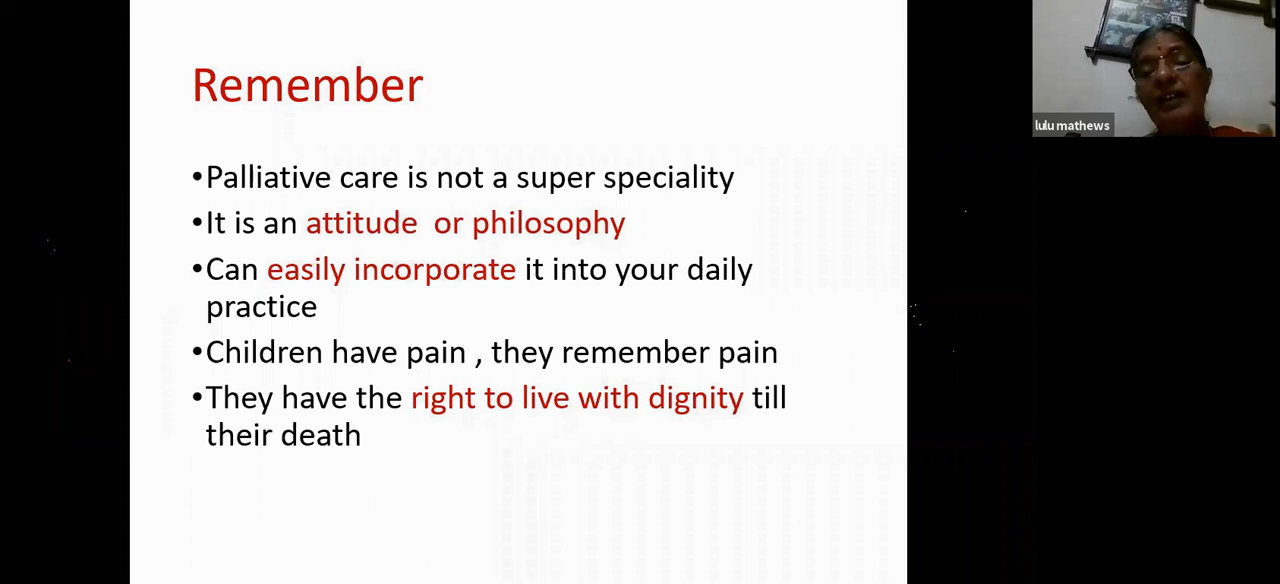 Remember
•Palliative care is not a super speciality
•It is an attitude  or philosophy
•Can easily incorporate it into your daily
practice
•Children have pain , they remember pain
•They have the right to live with dignity till
their death
lulu mathews